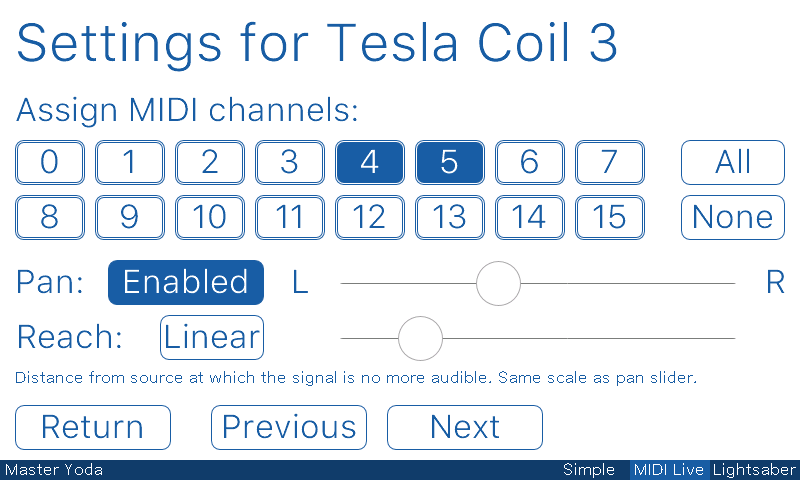 Settings for Tesla Coil 3
Assign MIDI channels:
0 1 2 3 4 5 6 7 All
8 9 10 11 12 13 14 15 None
Pan: Enabled L R
Reach: Linear
Distance from source at which the signal is no more audible. Same scale as pan slider.
Return Previous Next
Master Yoda Simple MIDI Live Lightsaber